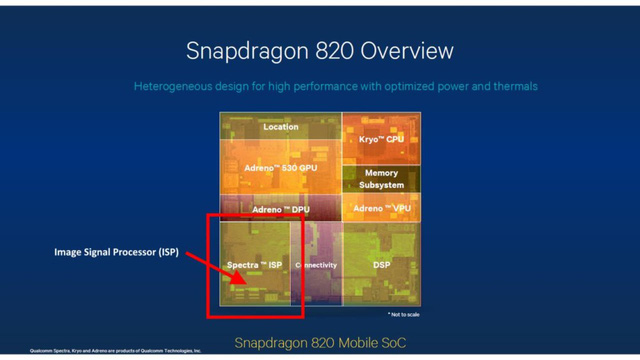 Snapdragon 820 Overview
Heterogeneous design for high performance with optimized power and thermals
Location
Kryo™ CPU
Adreno™ 530 GPU
Memory
Subsystem
Adreno™ DPU
Adreno™ VPU
Image Signal Processor (ISP)
Spectra™ ISP
Connectivity
DSP
* Not to scale
Snapdragon 820 Mobile SoC
Qualcomm Spectra, Kryo and Adreno are products of Qualcomm Technologies, Inc.